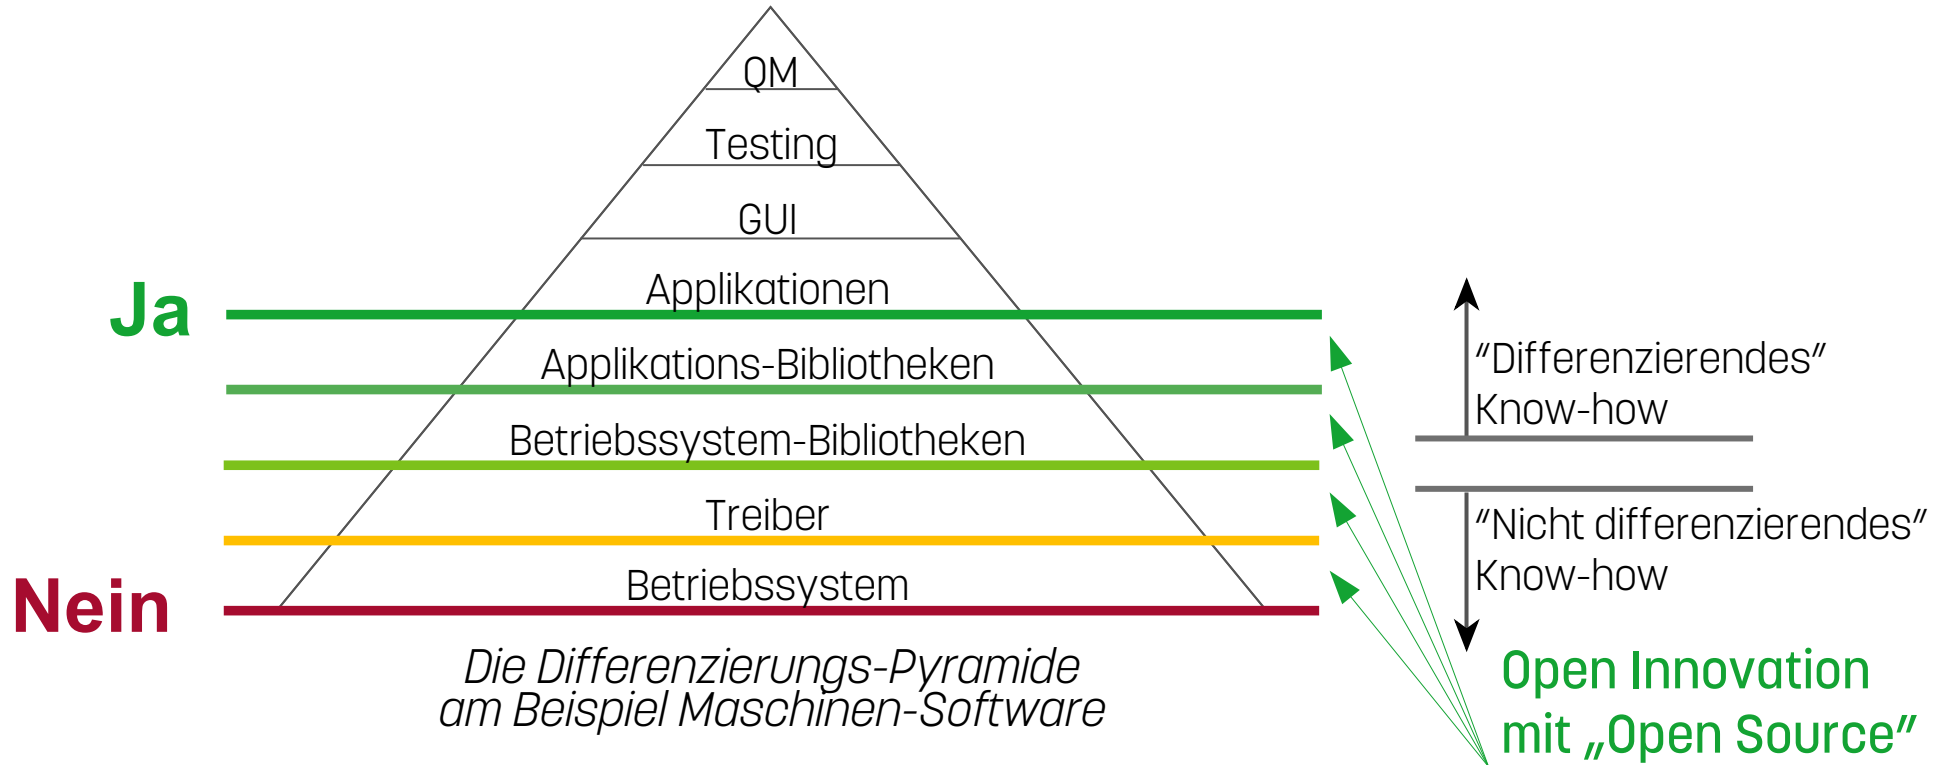 QM
Testing
GUI
Applikationen
Ja
Applikations-Bibliotheken
Betriebssystem-Bibliotheken
Treiber
Betriebssystem
Nein
Die Differenzierungs-Pyramide
am Beispiel Maschinen-Software
"Differenzierendes"
Know-how
"Nicht differenzierendes"
Know-how
Open Innovation
mit „Open Source"